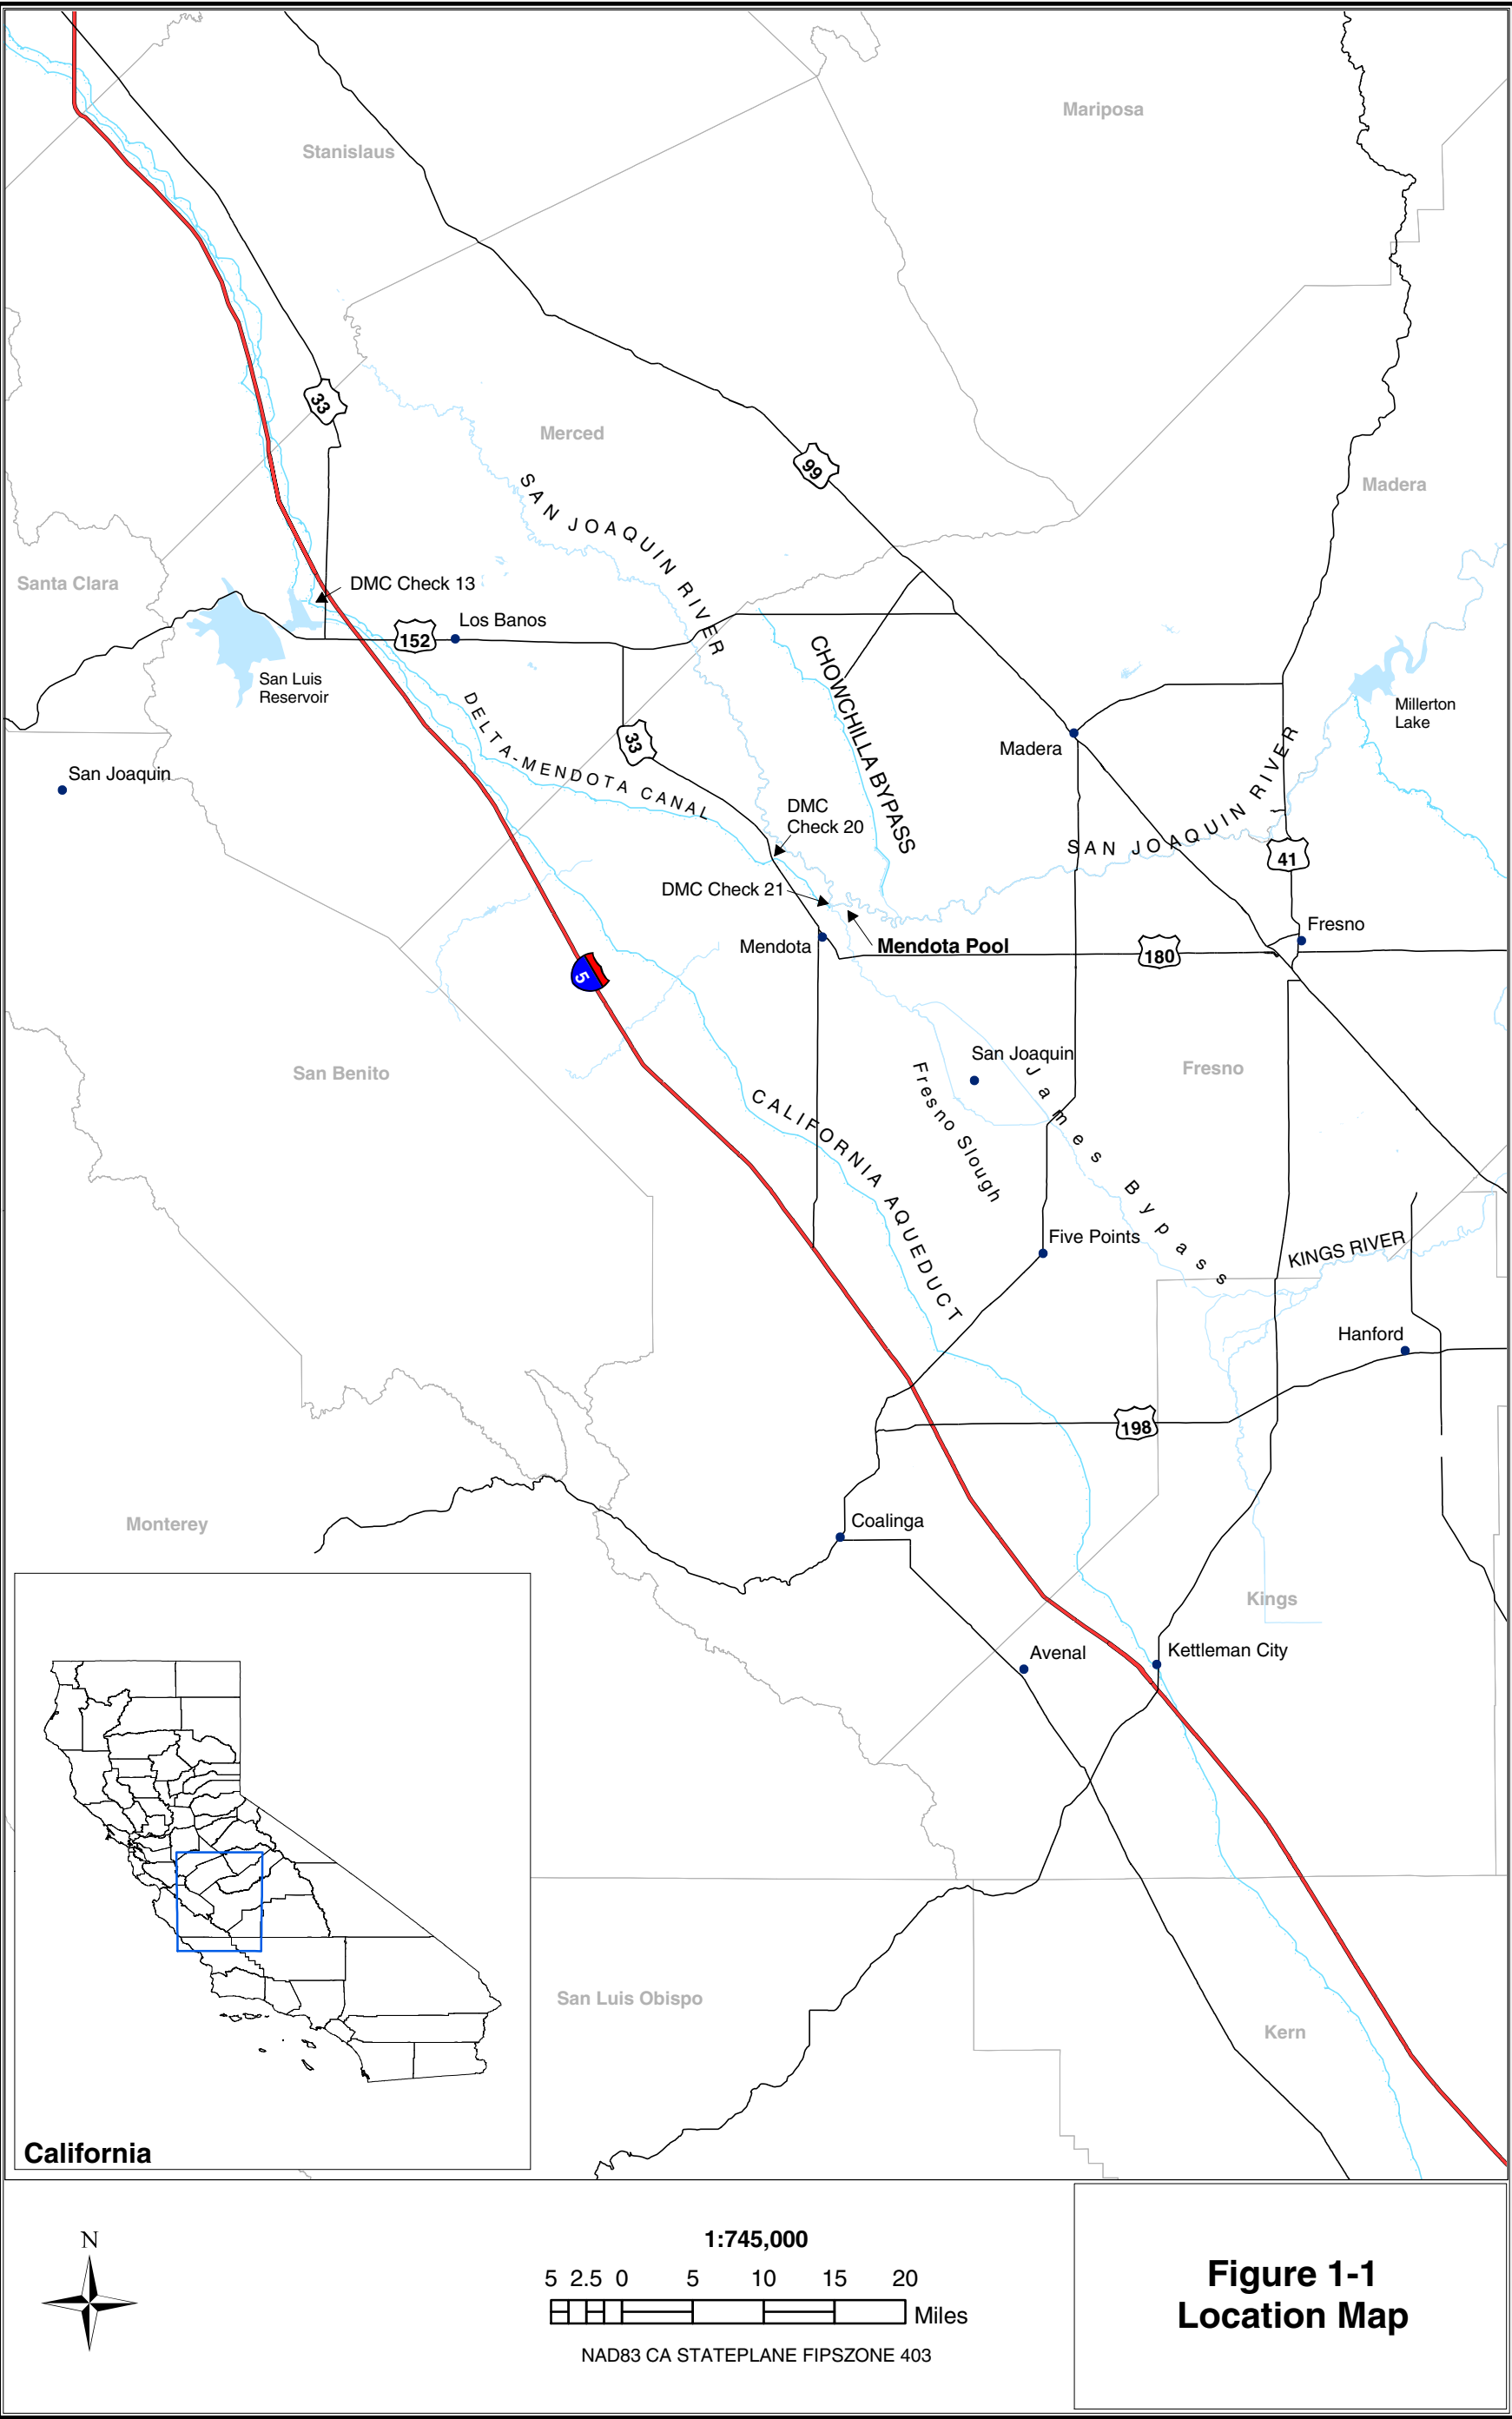 Mariposa
Stanislaus
33
Merced
99
SAN JOAQUIN RIVER
Madera
Santa Clara
DMC Check 13
152
Los Banos
San Luis
Reservoir
CHOWCHILLA BYPASS
DELTA-MENDOTA CANAL
33
Millerton
Lake
Madera
San Joaquin
DMC
Check 20
SAN JOAQUIN RIVER
41
DMC Check 21
Mendota
Mendota Pool
Fresno
180
5
San Benito
San Joaquin
Fresno
James Bypass
Fresno Slough
CALIFORNIA AQUEDUCT
Five Points
KINGS RIVER
Hanford
198
Monterey
Coalinga
Kings
Avenal
Kettleman City
San Luis Obispo
Kern
California
N
1:745,000
5 2.5 0 5 10 15 20
Miles
NAD83 CA STATEPLANE FIPSZONE 403
Figure 1-1
Location Map